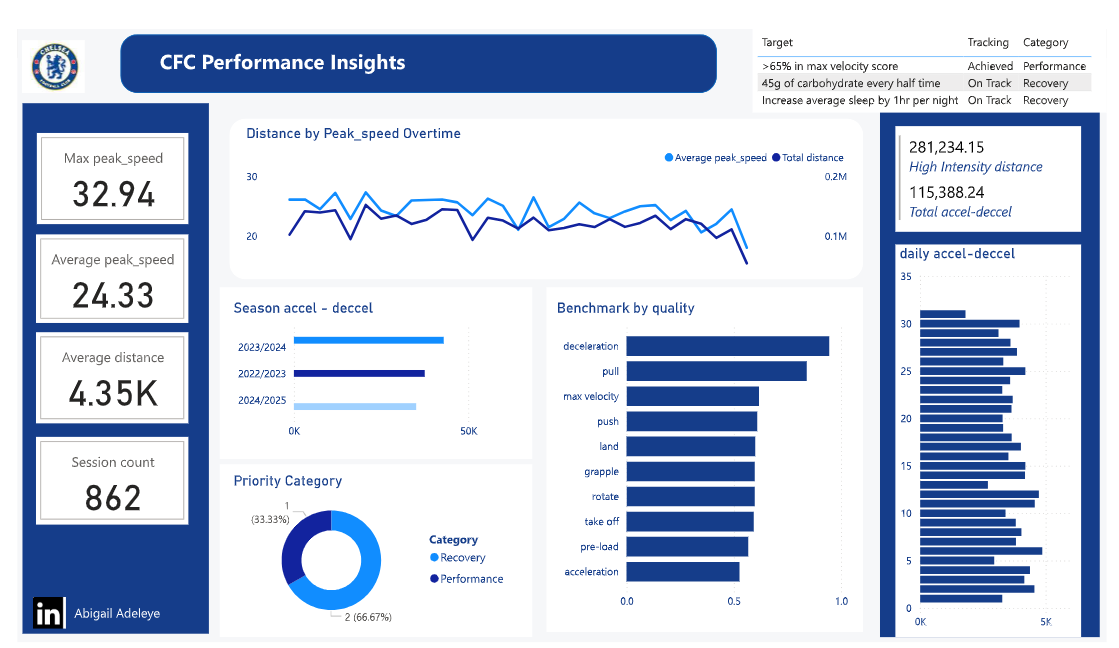 CHELSEA
FOOTBALL CLUB
CFC Performance Insights
Target Tracking Category
>65% in max velocity score Achieved Performance
45g of carbohydrate every half time On Track Recovery
Increase average sleep by 1hr per night On Track Recovery
Max peak_speed
32.94
Average peak_speed
24.33
Average distance
4.35K
Session count
862
in
Abigail Adeleye
Distance by Peak_speed Overtime
Average peak_speed Total distance
30 0.2M
20 0.1M
Season accel - deccel
2023/2024
2022/2023
2024/2025
0K 50K
Priority Category
1
(33.33%)
2 (66.67%)
Category
Recovery
Performance
Benchmark by quality
deceleration
pull
max velocity
push
land
grapple
rotate
take off
pre-load
acceleration
0.0 0.5 1.0
281,234.15
High Intensity distance
115,388.24
Total accel-deccel
daily accel-deccel
35
30
25
20
15
10
5
0
0K 5K